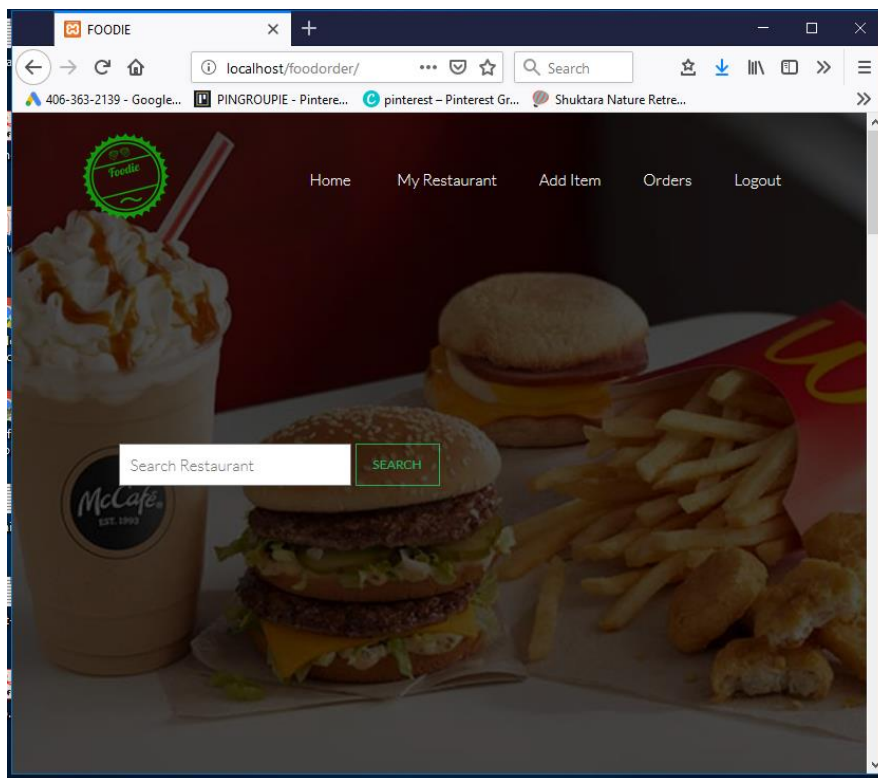 FOODIE
localhost/foodorder/
Search
406-363-2139 - Google...
PINGROUPIE - Pintere...
pinterest – Pinterest Gr...
Shuktara Nature Retre...
Foodie
Home
My Restaurant
Add Item
Orders
Logout
Search Restaurant
SEARCH
McCafé
EST. 1993